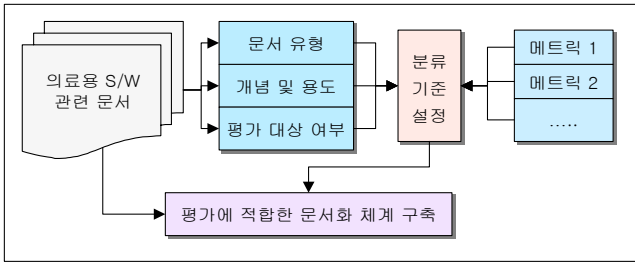 의료용 S/W
관련 문서
문서 유형
개념 및 용도
평가 대상 여부
분류
기준
설정
메트릭 1
메트릭 2
…..
평가에 적합한 문서화 체계 구축